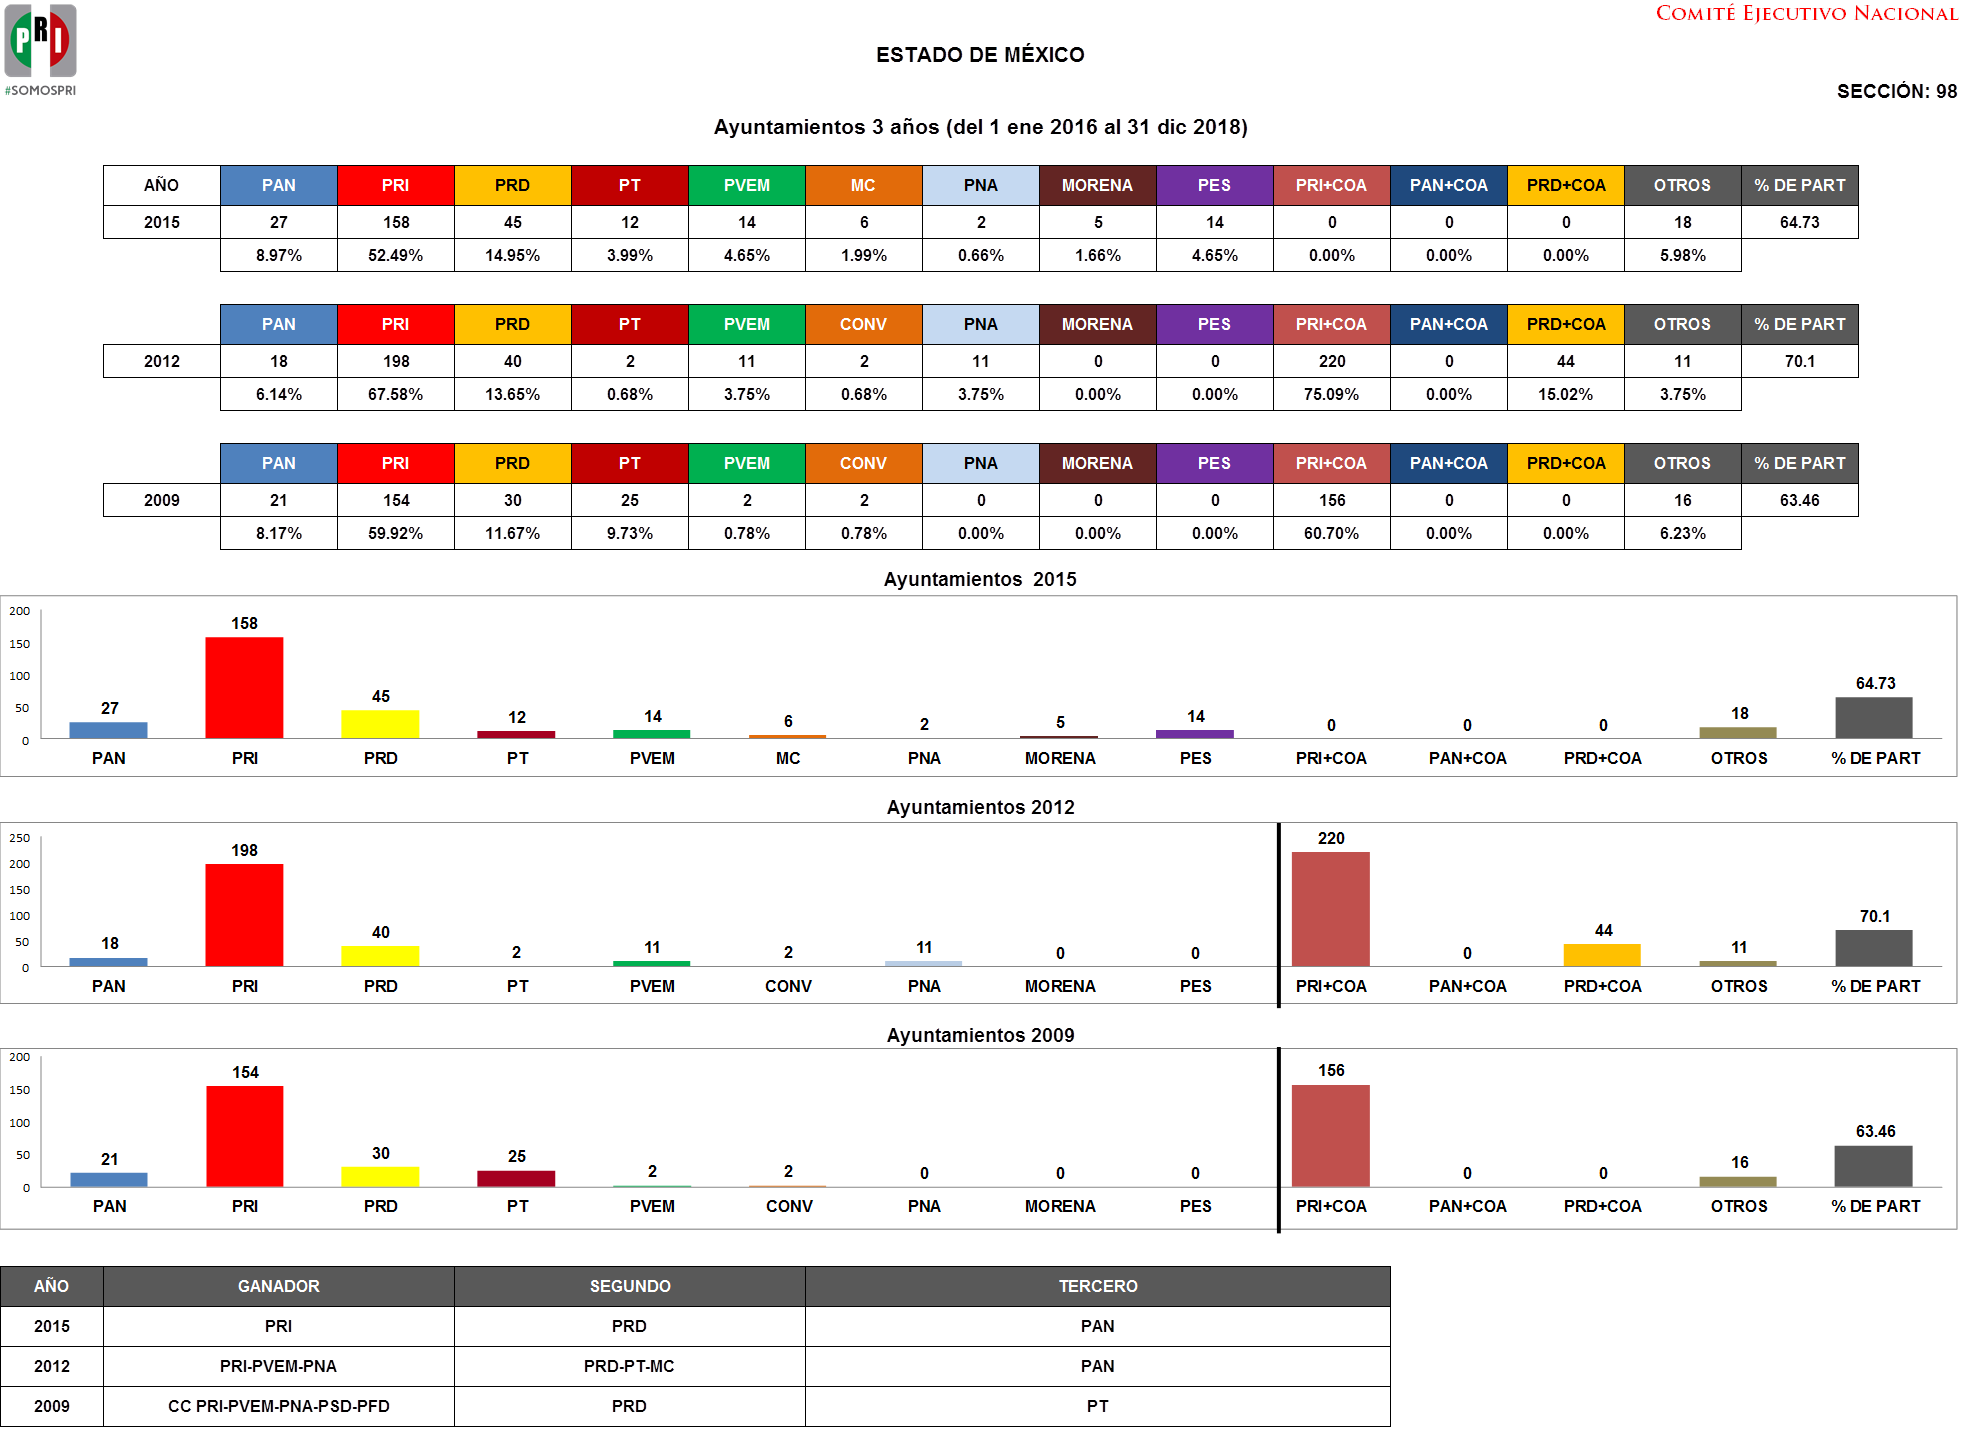 PRI
#SOMOSPRI
COMITÉ EJECUTIVO NACIONAL
ESTADO DE MÉXICO
SECCIÓN: 98
Ayuntamientos 3 años (del 1 ene 2016 al 31 dic 2018)
AÑO PAN PRI PRD PT PVEM MC PNA MORENA PES PRI+COA PAN+COA PRD+COA OTROS % DE PART
2015 27 158 45 12 14 6 2 5 14 0 0 0 18 64.73
8.97% 52.49% 14.95% 3.99% 4.65% 1.99% 0.66% 1.66% 4.65% 0.00% 0.00% 0.00% 5.98%
PAN PRI PRD PT PVEM CONV PNA MORENA PES PRI+COA PAN+COA PRD+COA OTROS % DE PART
2012 18 198 40 2 11 2 11 0 0 220 0 44 11 70.1
6.14% 67.58% 13.65% 0.68% 3.75% 0.68% 3.75% 0.00% 0.00% 75.09% 0.00% 15.02% 3.75%
PAN PRI PRD PT PVEM CONV PNA MORENA PES PRI+COA PAN+COA PRD+COA OTROS % DE PART
2009 21 154 30 25 2 2 0 0 0 156 0 0 16 63.46
8.17% 59.92% 11.67% 9.73% 0.78% 0.78% 0.00% 0.00% 0.00% 60.70% 0.00% 0.00% 6.23%
Ayuntamientos 2015
200
150
100
50
0
27 158 45 12 14 6 2 5 14 0 0 0 18 64.73
PAN PRI PRD PT PVEM MC PNA MORENA PES PRI+COA PAN+COA PRD+COA OTROS % DE PART
Ayuntamientos 2012
250
200
150
100
50
0
18 198 40 2 11 2 11 0 0 220 0 44 11 70.1
PAN PRI PRD PT PVEM CONV PNA MORENA PES PRI+COA PAN+COA PRD+COA OTROS % DE PART
Ayuntamientos 2009
200
150
100
50
0
21 154 30 25 2 2 0 0 0 156 0 0 16 63.46
PAN PRI PRD PT PVEM CONV PNA MORENA PES PRI+COA PAN+COA PRD+COA OTROS % DE PART
AÑO GANADOR SEGUNDO TERCERO
2015 PRI PRD PAN
2012 PRI-PVEM-PNA PRD-PT-MC PAN
2009 CC PRI-PVEM-PNA-PSD-PFD PRD PT